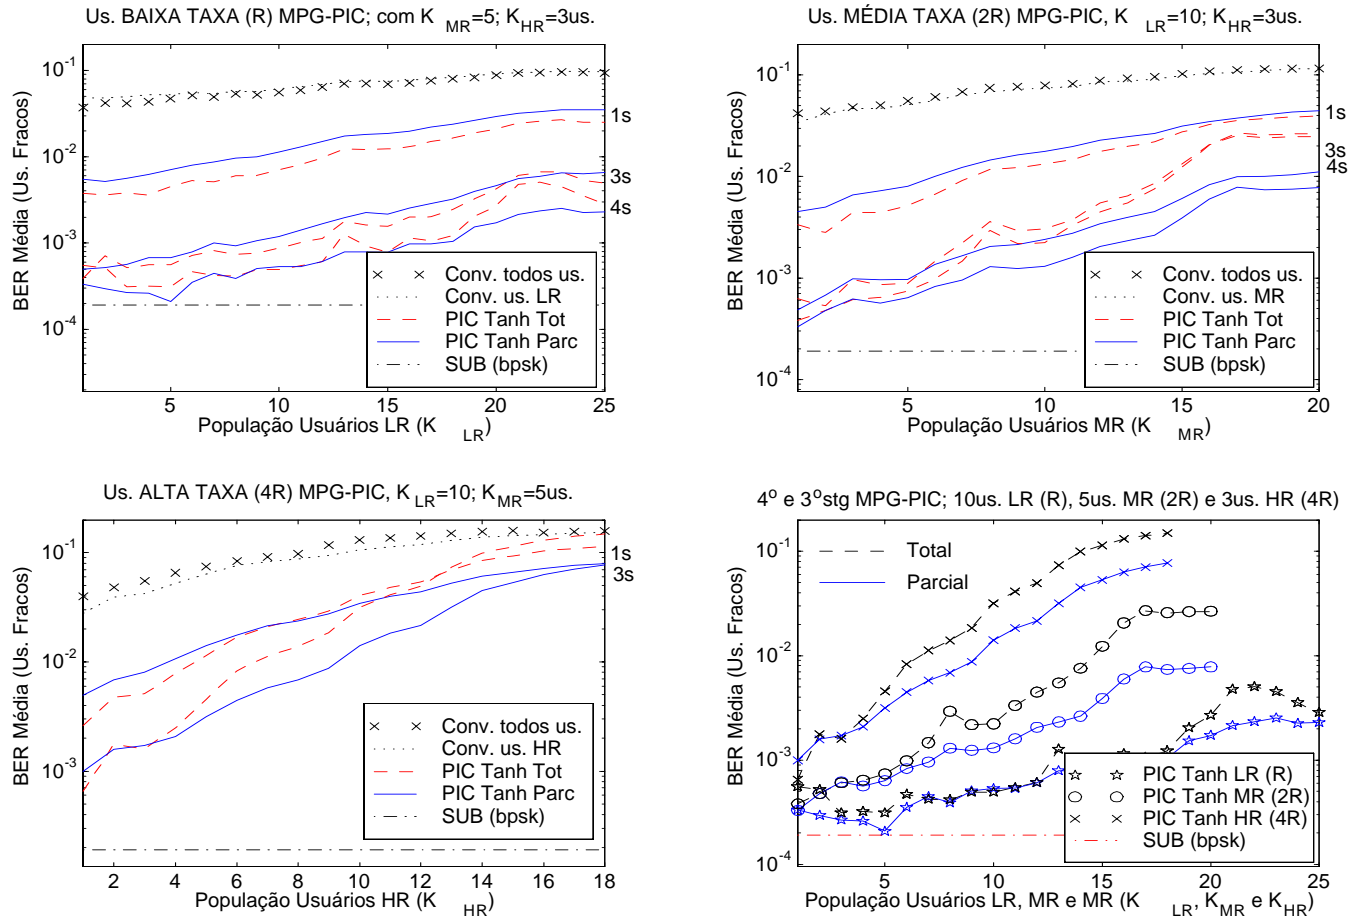 Us. BAIXA TAXA (R) MPG-PIC; com K MR=5; KHR=3us.
BER Média (Us. Fracos)
10-1
10-2
10-3
10-4
1s
3s
4s
Conv. todos us.
Conv. us. LR
PIC Tanh Tot
PIC Tanh Parc
SUB (bpsk)
5 10 15 20 25
População Usuários LR (K LR)
Us. MÉDIA TAXA (2R) MPG-PIC, K LR=10; KHR=3us.
BER Média (Us. Fracos)
10-1
10-2
10-3
10-4
1s
3s
4s
Conv. todos us.
Conv. us. MR
PIC Tanh Tot
PIC Tanh Parc
SUB (bpsk)
5 10 15 20
População Usuários MR (K MR)
Us. ALTA TAXA (4R) MPG-PIC, KLR=10; KMR=5us.
BER Média (Us. Fracos)
10-1
10-2
10-3
1s
3s
Conv. todos us.
Conv. us. HR
PIC Tanh Tot
PIC Tanh Parc
SUB (bpsk)
2 4 6 8 10 12 14 16 18
População Usuários HR (K HR)
4o e 3ostg MPG-PIC; 10us. LR (R), 5us. MR (2R) e 3us. HR (4R)
BER Média (Us. Fracos)
10-1
10-2
10-3
10-4
Total
Parcial
PIC Tanh LR (R)
PIC Tanh MR (2R)
PIC Tanh HR (4R)
SUB (bpsk)
5 10 15 20 25
População Usuários LR, MR e MR (K LR, KMR e KHR)